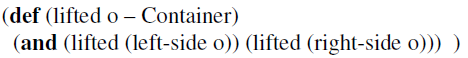 (def (lifted o – Container)
(and (lifted (left-side o)) (lifted (right-side o))) )